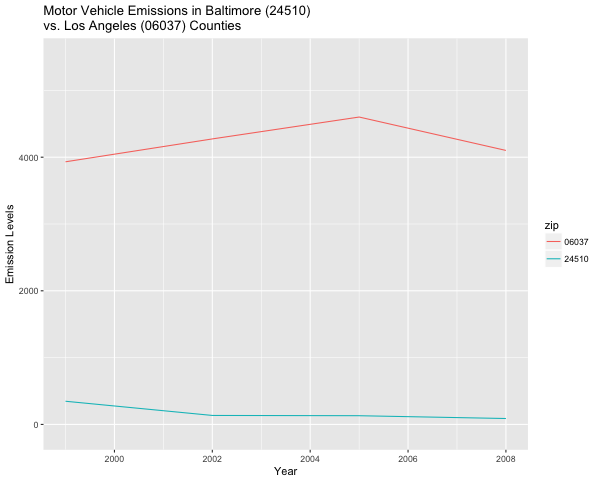 Motor Vehicle Emissions in Baltimore (24510)
vs. Los Angeles (06037) Counties
Emission Levels
4000
2000
0
2000
2002
2004
2006
2008
Year
zip
06037
24510